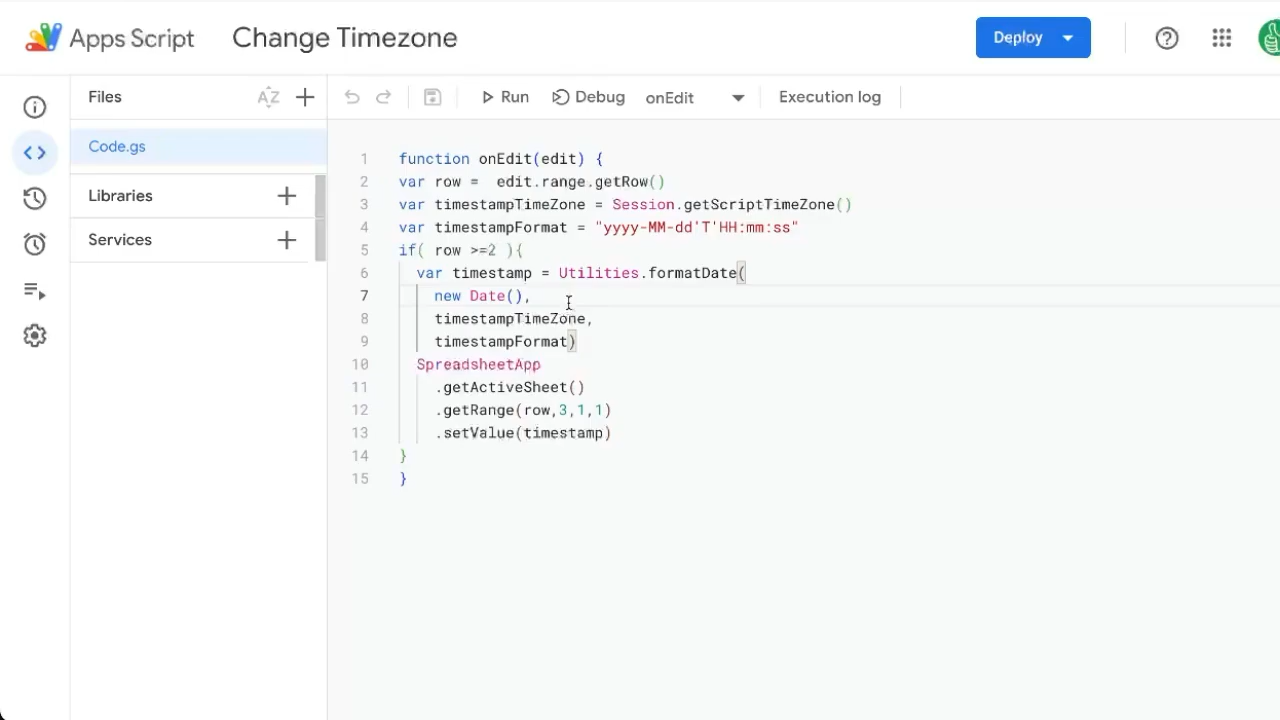 Apps Script Change Timezone Deploy
Files AZ Run Debug onEdit Execution log
Code.gs
Libraries
Services
1 function onEdit(edit) {
2 var row =  edit.range.getRow()
3 var timestampTimeZone = Session.getScriptTimeZone()
4 var timestampFormat = "yyyy-MM-dd'T'HH:mm:ss"
5 if( row >=2 ){
6 var timestamp = Utilities.formatDate(
7 new Date(),
8 timestampTimeZone,
9 timestampFormat)
10 SpreadsheetApp
11 .getActiveSheet()
12 .getRange(row,3,1,1)
13 .setValue(timestamp)
14 }
15 }